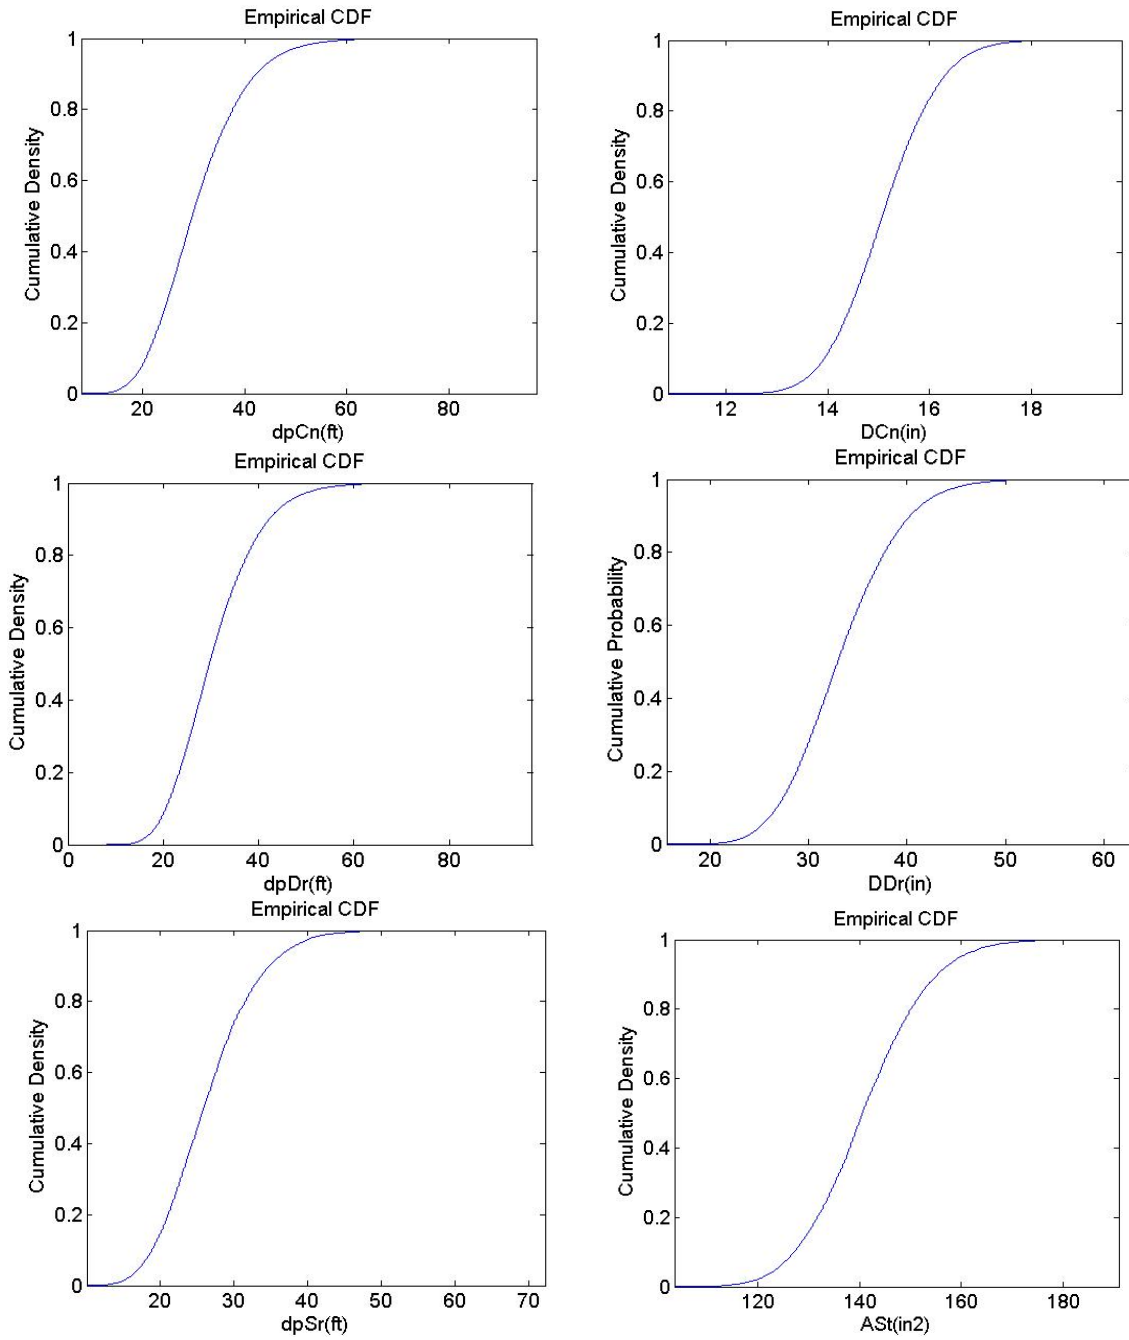 Empirical CDF
1
0.8
0.6
0.4
0.2
0
Cumulative Density
20 40 60 80
dpCn(ft)
Empirical CDF
1
0.8
0.6
0.4
0.2
0
Cumulative Density
12 14 16 18
DCn(in)
Empirical CDF
1
0.8
0.6
0.4
0.2
0
Cumulative Density
0 20 40 60 80
dpDr(ft)
Empirical CDF
1
0.8
0.6
0.4
0.2
0
Cumulative Probability
20 30 40 50 60
DDr(in)
Empirical CDF
1
0.8
0.6
0.4
0.2
0
Cumulative Density
20 30 40 50 60 70
dpSr(ft)
Empirical CDF
1
0.8
0.6
0.4
0.2
0
Cumulative Density
120 140 160 180
ASt(in2)